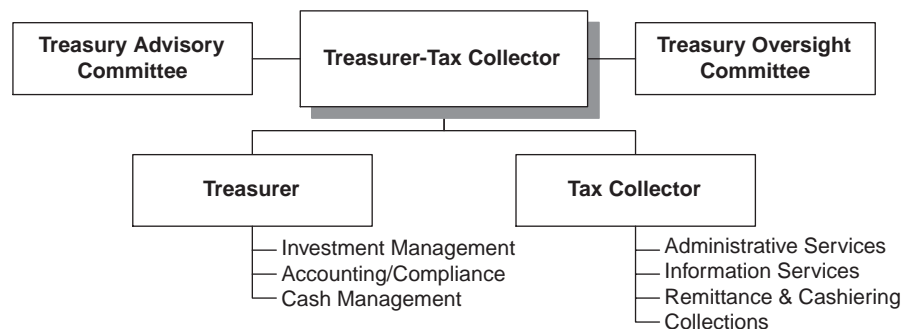 Treasury Advisory
Committee
Treasurer-Tax Collector
Treasury Oversight
Committee
Treasurer
Investment Management
Accounting/Compliance
Cash Management
Tax Collector
Administrative Services
Information Services
Remittance & Cashiering
Collections